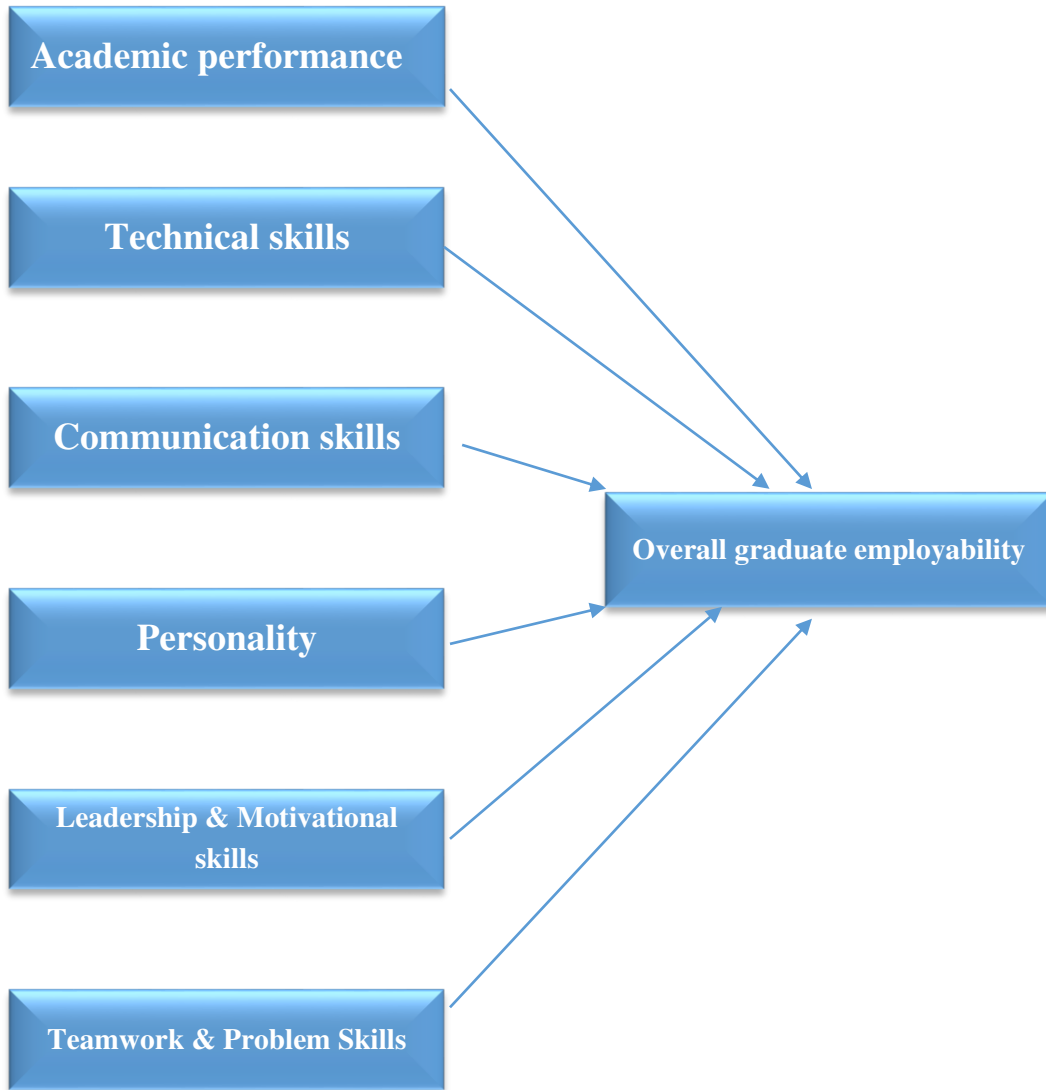 Academic performance
Technical skills
Communication skills
Overall graduate employability
Personality
Leadership & Motivational
skills
Teamwork & Problem Skills